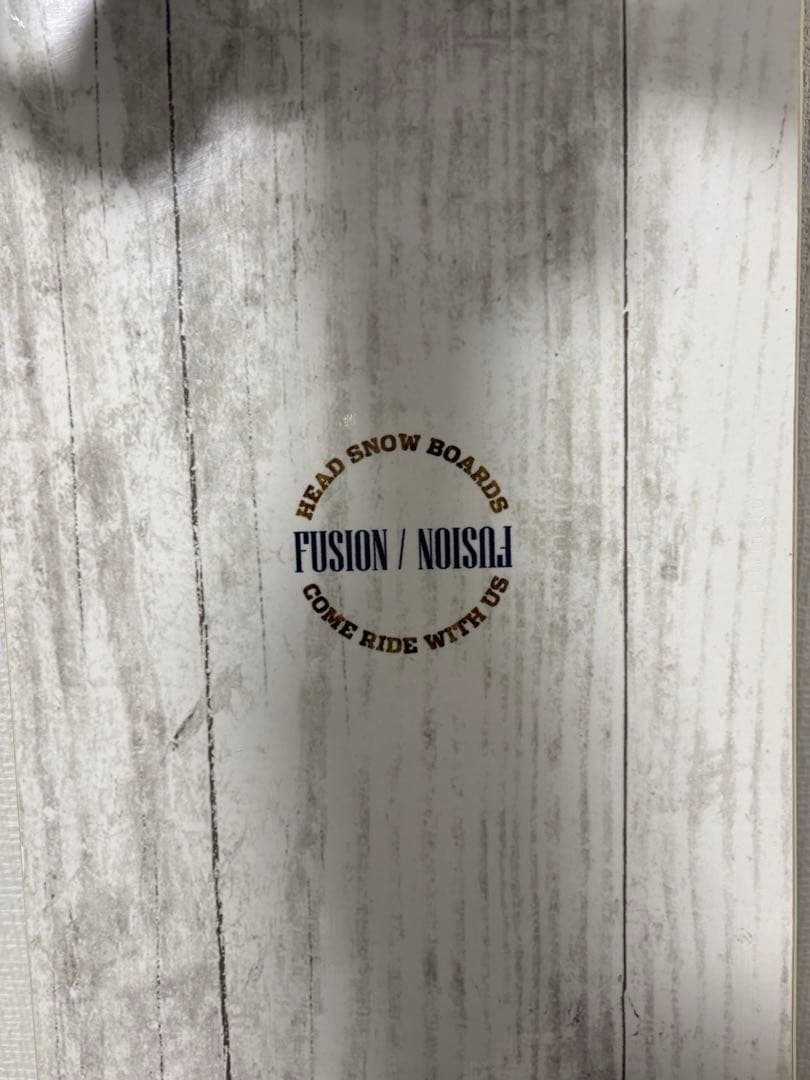 HEAD SNOW BOARDS
FUSION / FUSION
COME RIDE WITH US